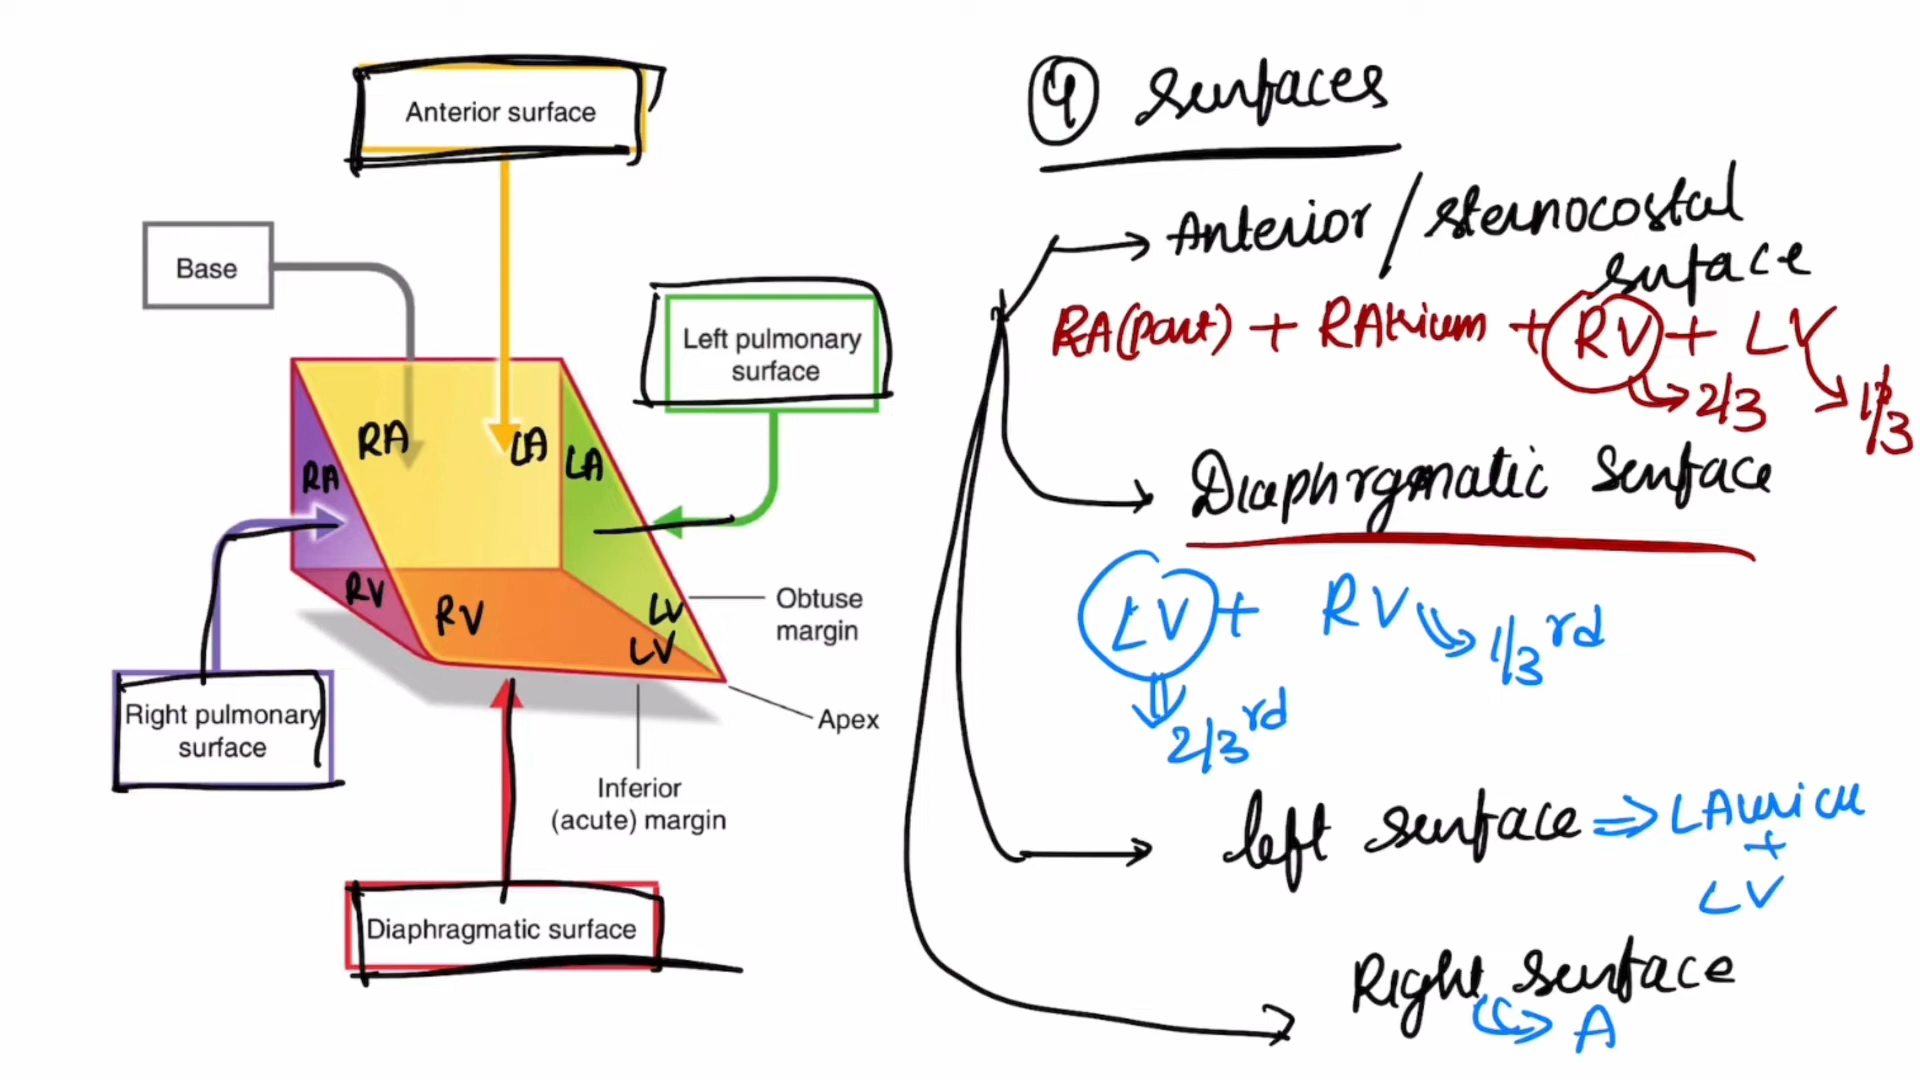 Anterior surface
Base
Left pulmonary
surface
RA
LA
LA
RA
RV
RV
LV
LV
Obtuse
margin
Apex
Right pulmonary
surface
Inferior
(acute) margin
Diaphragmatic surface
4 surfaces
Anterior / sternocostal
surface
RA(part) + RAtrium + RV + LV
2/3
1/3
Diaphrgmatic surface
LV + RV
1/3rd
2/3rd
left surface ⇒ LAuricle
+
LV
Right surface
A